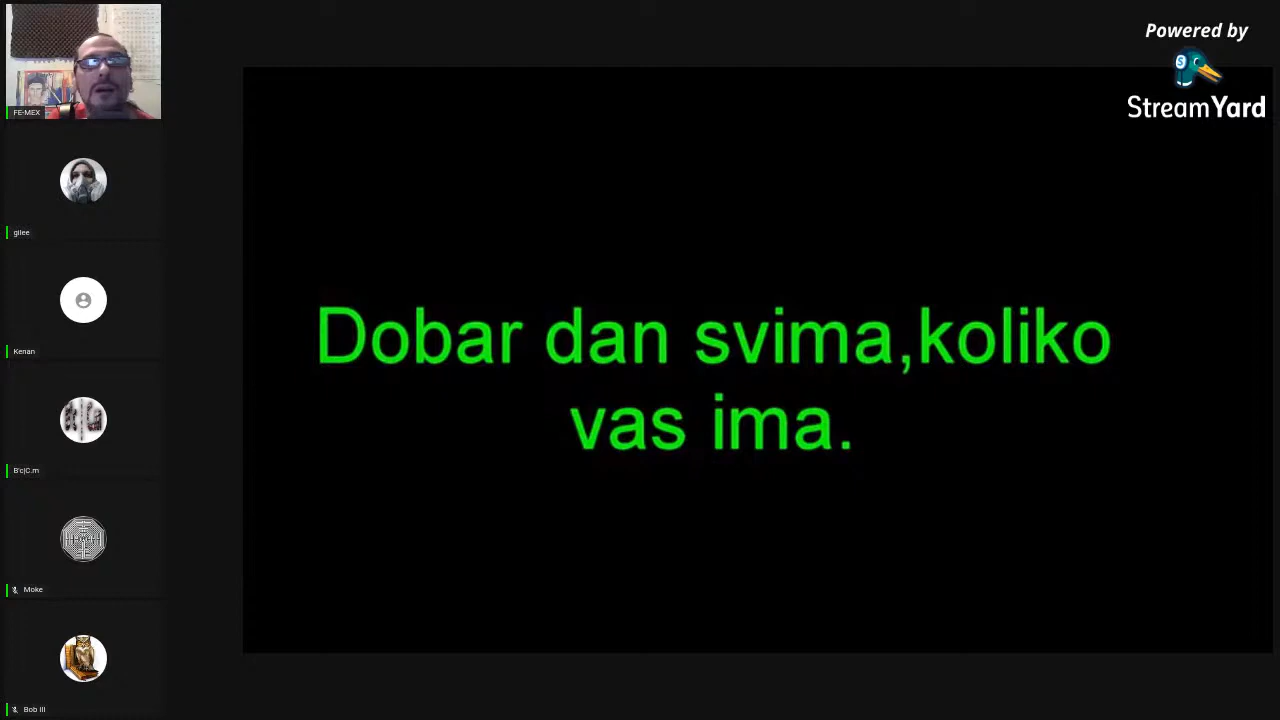 Powered by
StreamYard
FE-MEX
gilee
Kenan
B'c|C.m
Moke
Bob III
Dobar dan svima,koliko
vas ima.